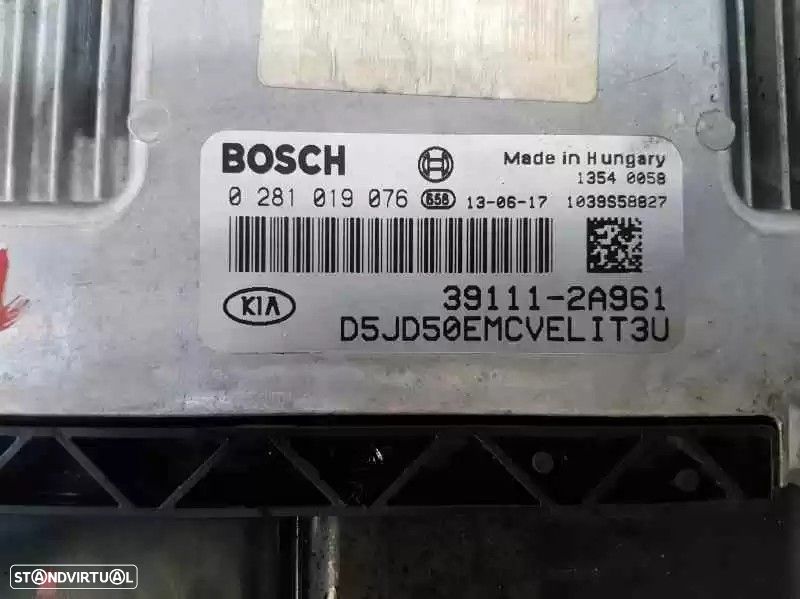 BOSCH
Made in Hungary
1354 0058
0 281 019 076 658 13-06-17 1039S58827
KIA
39111-2A961
D5JD50EMCVELIT3U
STANDVIRTUAL